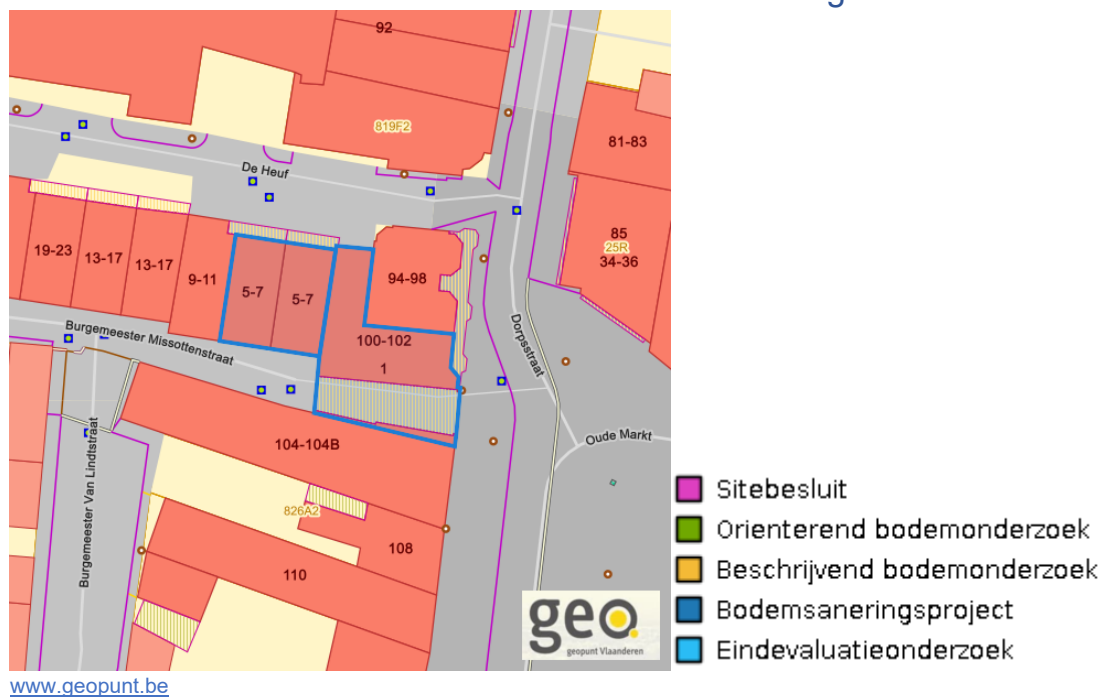 92
819F2
81-83
De Heuf
85
25R
34-36
19-23
13-17
13-17
9-11
5-7
5-7
94-98
100-102
1
Burgemeester Missottenstraat
Dorpsstraat
104-104B
Oude Markt
Burgemeester Van Lindtstraat
826A2
108
110
geo.
geopunt Vlaanderen
Sitebesluit
Orienterend bodemonderzoek
Beschrijvend bodemonderzoek
Bodemsaneringsproject
Eindevaluatieonderzoek
www.geopunt.be